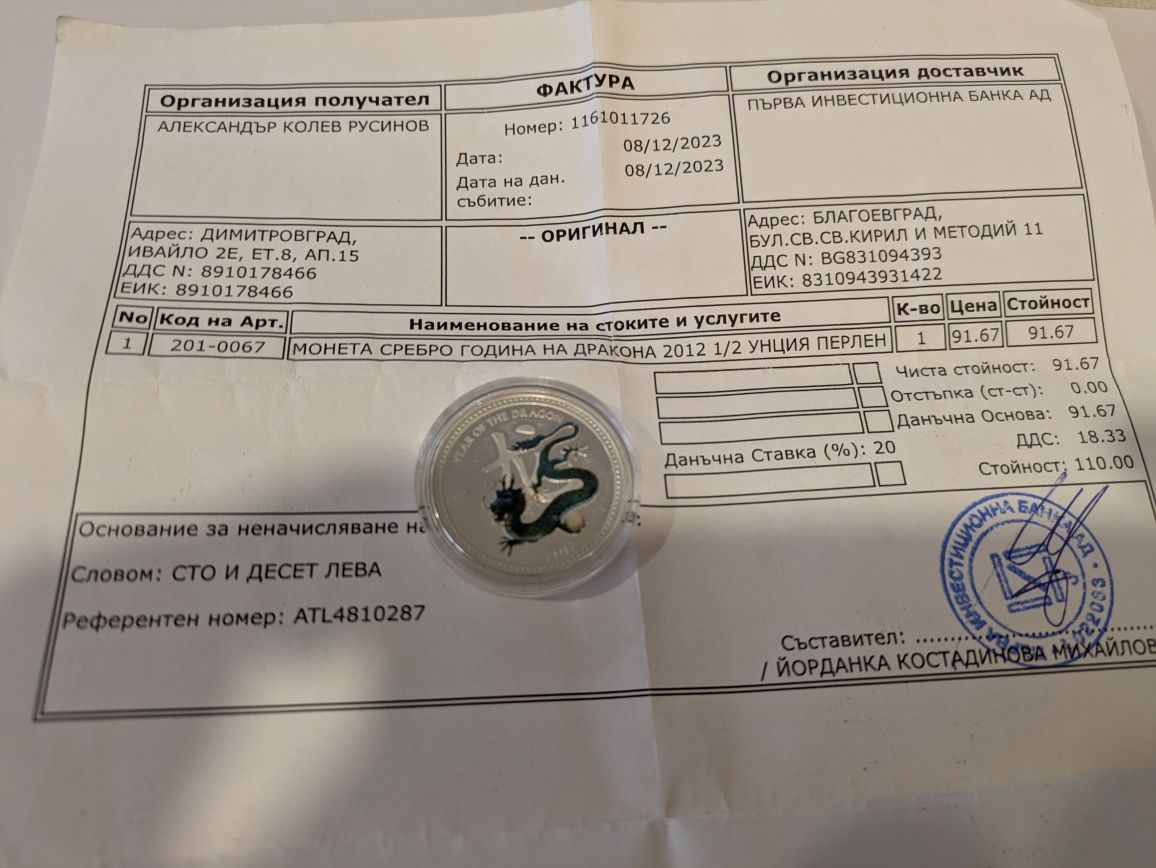 Организация получател
ФАКТУРА
Организация доставчик
АЛЕКСАНДЪР КОЛЕВ РУСИНОВ
Номер: 1161011726
Дата: 08/12/2023
Дата на дан. 08/12/2023
събитие:
ПЪРВА ИНВЕСТИЦИОННА БАНКА АД
Адрес: ДИМИТРОВГРАД,
ИВАЙЛО 2Е, ЕТ.8, АП.15
ДДС N: 8910178466
ЕИК: 8910178466
-- ОРИГИНАЛ --
Адрес: БЛАГОЕВГРАД,
БУЛ.СВ.СВ.КИРИЛ И МЕТОДИЙ 11
ДДС N: BG831094393
ЕИК: 8310943931422
No Код на Арт. Наименование на стоките и услугите К-во Цена Стойност
1 201-0067 МОНЕТА СРЕБРО ГОДИНА НА ДРАКОНА 2012 1/2 УНЦИЯ ПЕРЛЕН 1 91.67 91.67
Чиста стойност: 91.67
Отстъпка (ст-ст): 0.00
Данъчна Основа: 91.67
Данъчна Ставка (%): 20 ДДС: 18.33
Стойност: 110.00
YEAR OF THE DRAGON
Основание за неначисляване на
Словом: СТО И ДЕСЕТ ЛЕВА
Референтен номер: ATL4810287
Съставител: ....................
/ ЙОРДАНКА КОСТАДИНОВА МИХАЙЛОВ